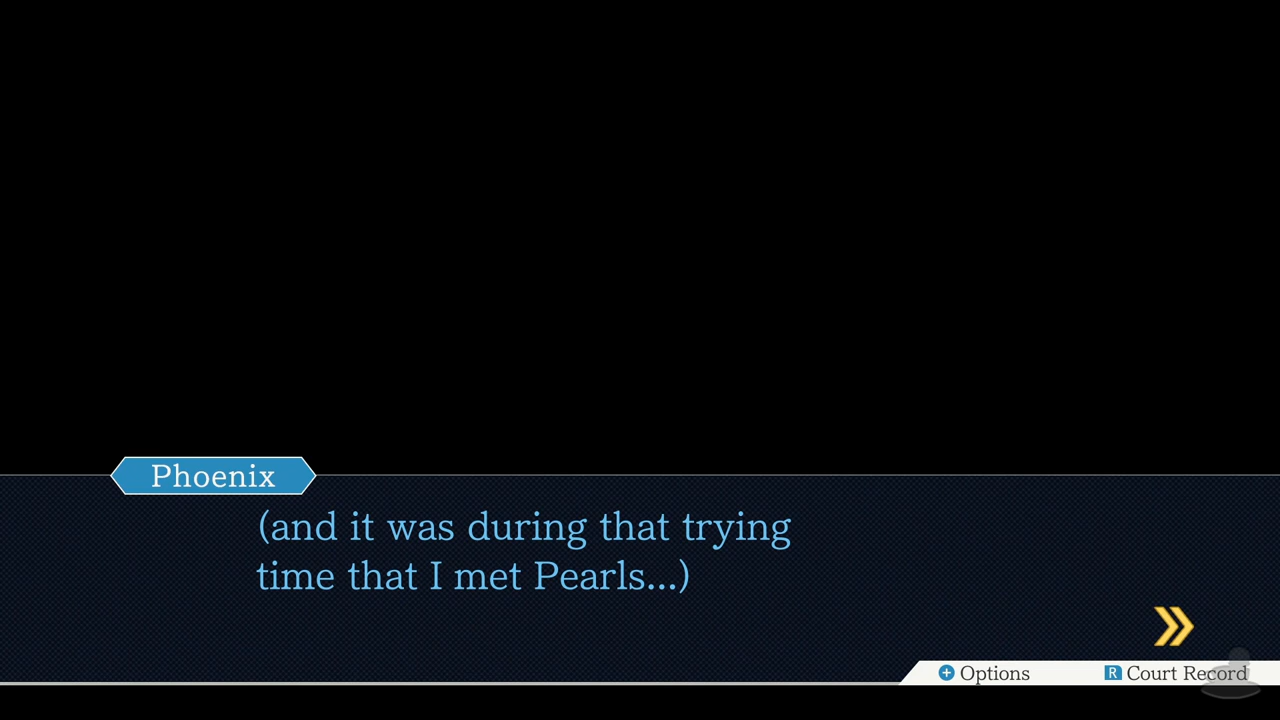 Phoenix
(and it was during that trying
time that I met Pearls...)
Options
R Court Record